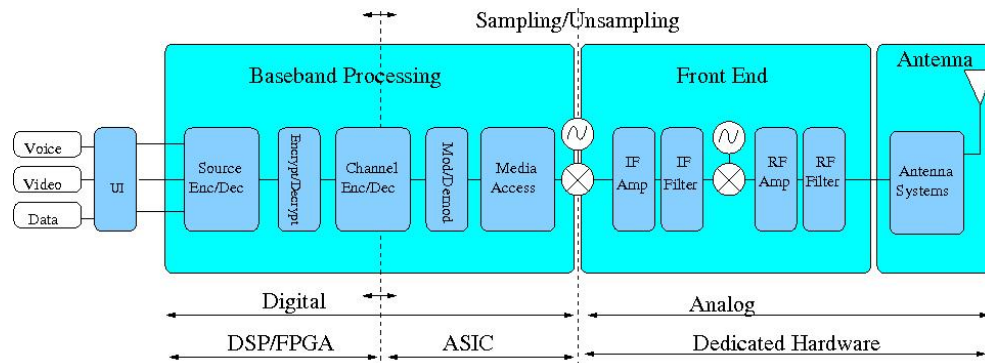 Sampling/Unsampling
Baseband Processing
Front End
Antenna
Voice
Video
Data
UI
Source
Enc/Dec
Encrypt/Decrypt
Channel
Enc/Dec
Mod/Demod
Media
Access
IF
Amp
IF
Filter
RF
Amp
RF
Filter
Antenna
Systems
Digital
Analog
DSP/FPGA
ASIC
Dedicated Hardware